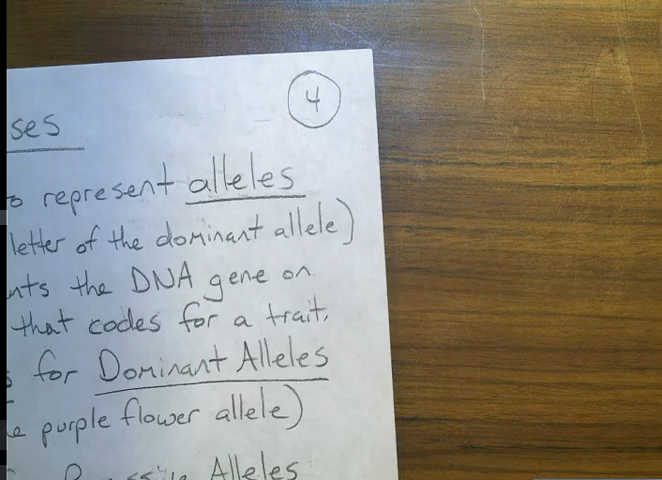 4
ses
represent alleles
letter of the dominant allele)
nts the DNA gene on
that codes for a trait.
for Dominant Alleles
e purple flower allele)
Alleles